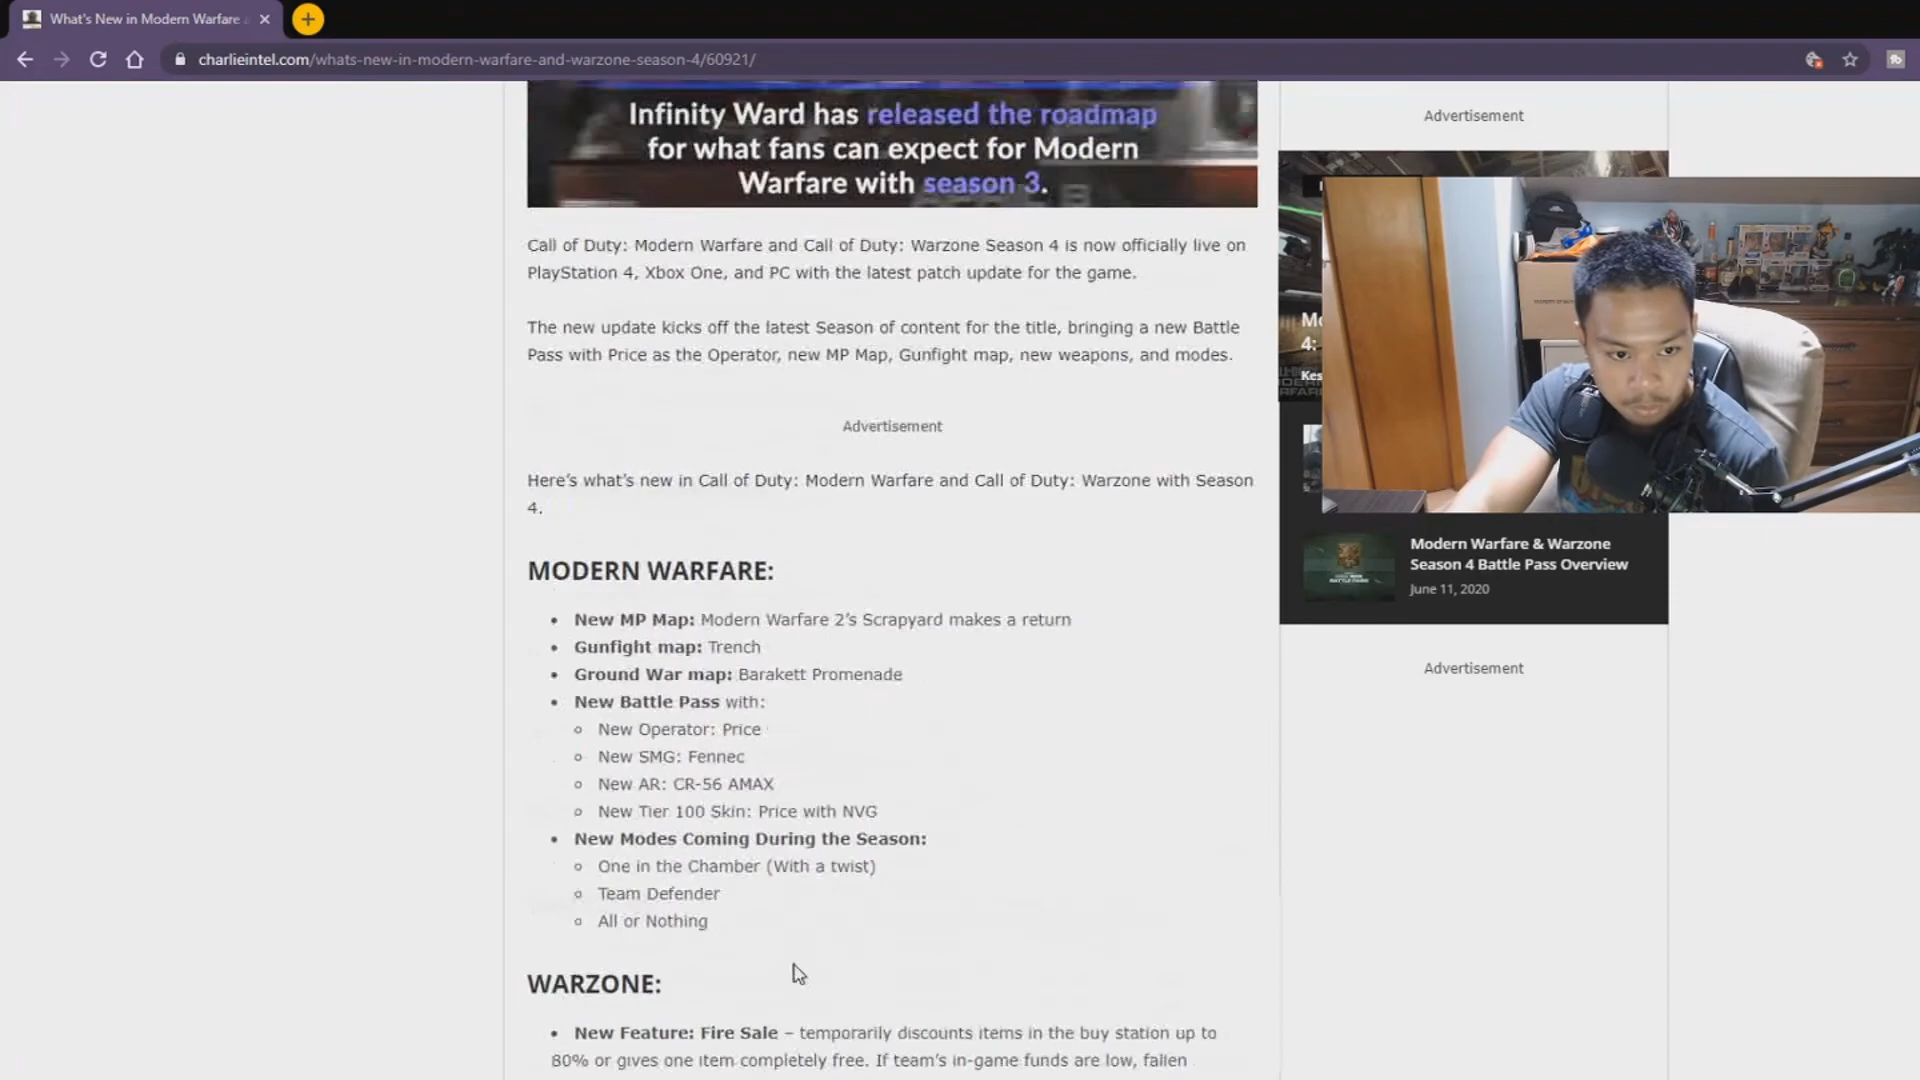 What's New in Modern Warfare
charlieintel.com/whats-new-in-modern-warfare-and-warzone-season-4/60921/
Infinity Ward has released the roadmap
for what fans can expect for Modern
Warfare with season 3.
Call of Duty: Modern Warfare and Call of Duty: Warzone Season 4 is now officially live on
PlayStation 4, Xbox One, and PC with the latest patch update for the game.
The new update kicks off the latest Season of content for the title, bringing a new Battle
Pass with Price as the Operator, new MP Map, Gunfight map, new weapons, and modes.
Advertisement
Here's what's new in Call of Duty: Modern Warfare and Call of Duty: Warzone with Season
4.
MODERN WARFARE:
• New MP Map: Modern Warfare 2's Scrapyard makes a return
• Gunfight map: Trench
• Ground War map: Barakett Promenade
• New Battle Pass with:
○ New Operator: Price
○ New SMG: Fennec
○ New AR: CR-56 AMAX
○ New Tier 100 Skin: Price with NVG
• New Modes Coming During the Season:
○ One in the Chamber (With a twist)
○ Team Defender
○ All or Nothing
WARZONE:
• New Feature: Fire Sale – temporarily discounts items in the buy station up to
80% or gives one item completely free. If team's in-game funds are low, fallen
Advertisement
4:
Kes
Modern Warfare & Warzone
Season 4 Battle Pass Overview
June 11, 2020
Advertisement